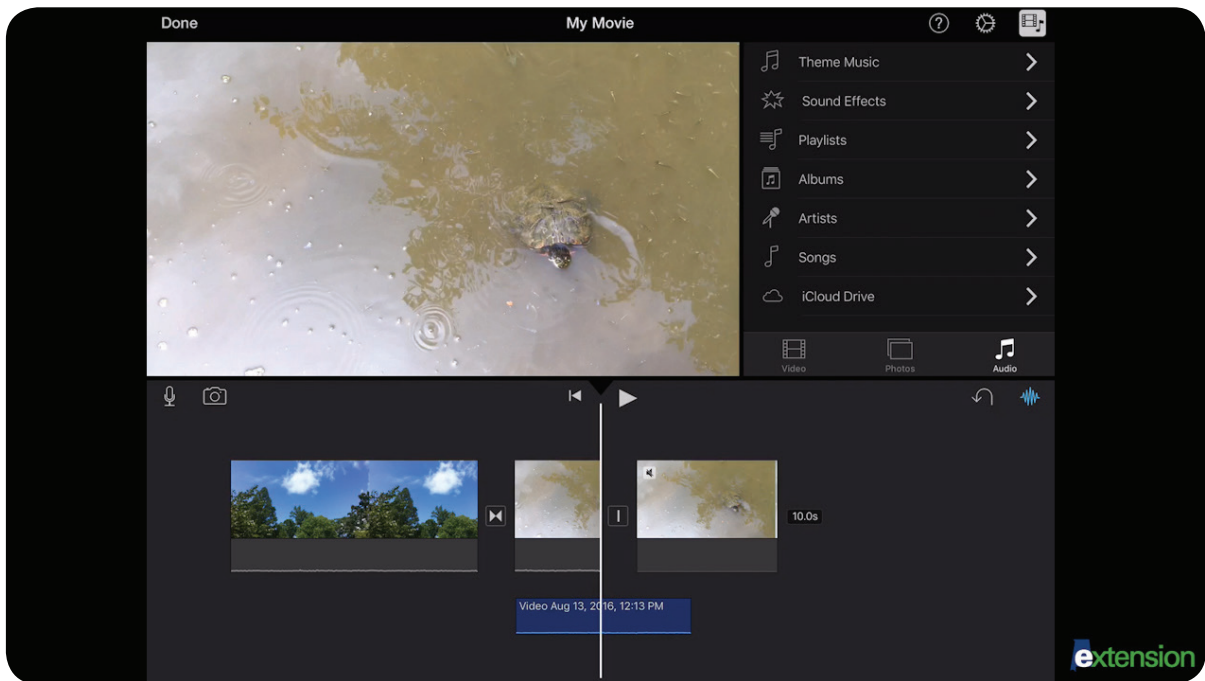 Done
My Movie
Theme Music
Sound Effects
Playlists
Albums
Artists
Songs
iCloud Drive
Video
Photos
Audio
10.0s
Video Aug 13, 2016, 12:13 PM
extension